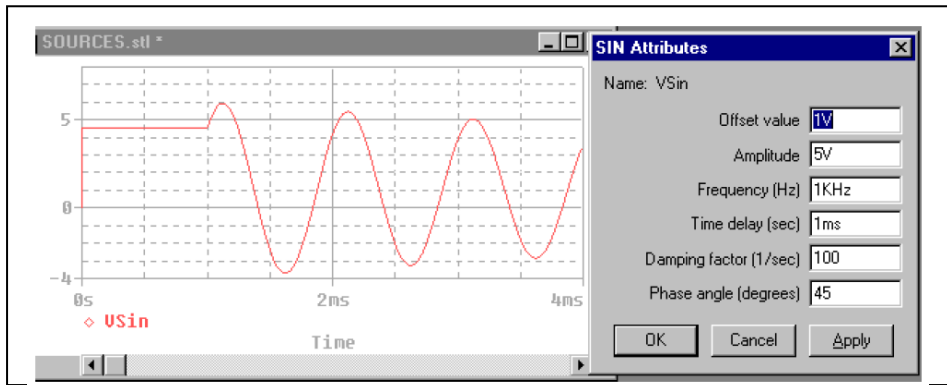 SOURCES.stl *
5
0
-4
0s
2ms
4ms
VSin
Time
SIN Attributes
Name: VSin
Offset value 1V
Amplitude 5V
Frequency (Hz) 1KHz
Time delay (sec) 1ms
Damping factor (1/sec) 100
Phase angle (degrees) 45
OK
Cancel
Apply